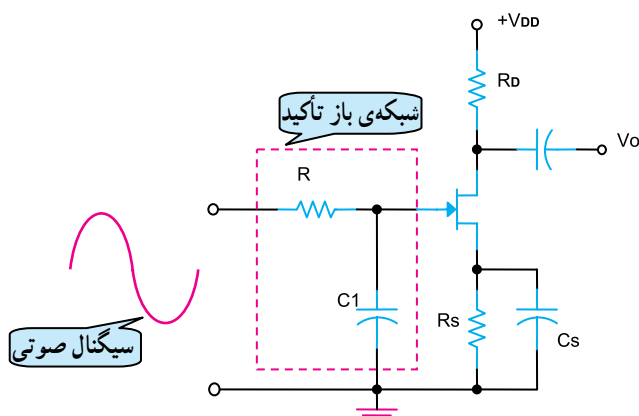 +VDD
RD
شبکه‌ی باز تأکید
Vo
R
C1
Rs
Cs
سیگنال صوتی